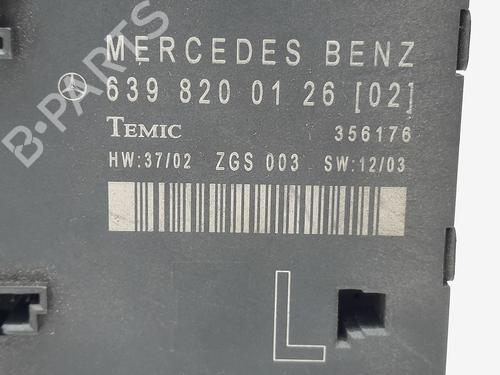 MERCEDES BENZ
639 820 01 26 [02]
TEMIC 356176
HW:37/02 ZGS 003 SW:12/03
L
B-PARTS